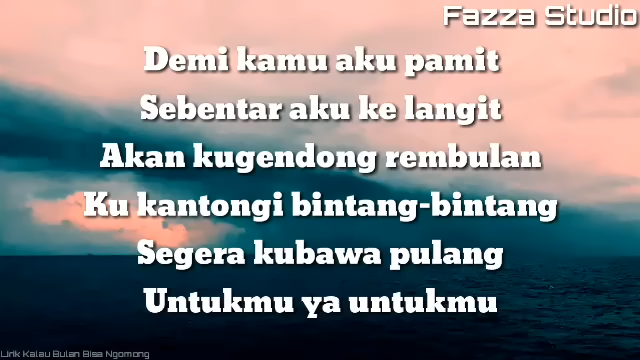 Fazza Studio
Demi kamu aku pamit
Sebentar aku ke langit
Akan kugendong rembulan
Ku kantongi bintang-bintang
Segera kubawa pulang
Untukmu ya untukmu
Lirik Kalau Bulan Bisa Ngomong